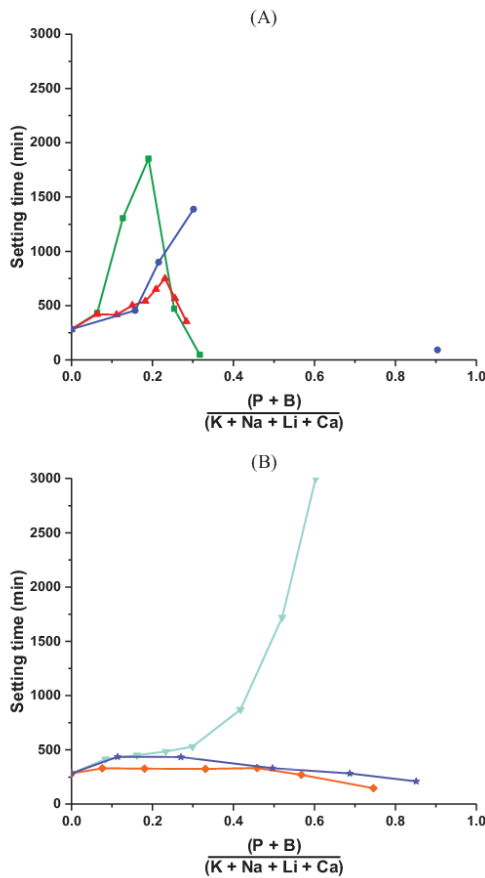 (A)
3000
2500
2000
1500
1000
500
0
Setting time (min)
0.0 0.2 0.4 0.6 0.8 1.0
(P + B)
(K + Na + Li + Ca)
(B)
3000
2500
2000
1500
1000
500
0
Setting time (min)
0.0 0.2 0.4 0.6 0.8 1.0
(P + B)
(K + Na + Li + Ca)